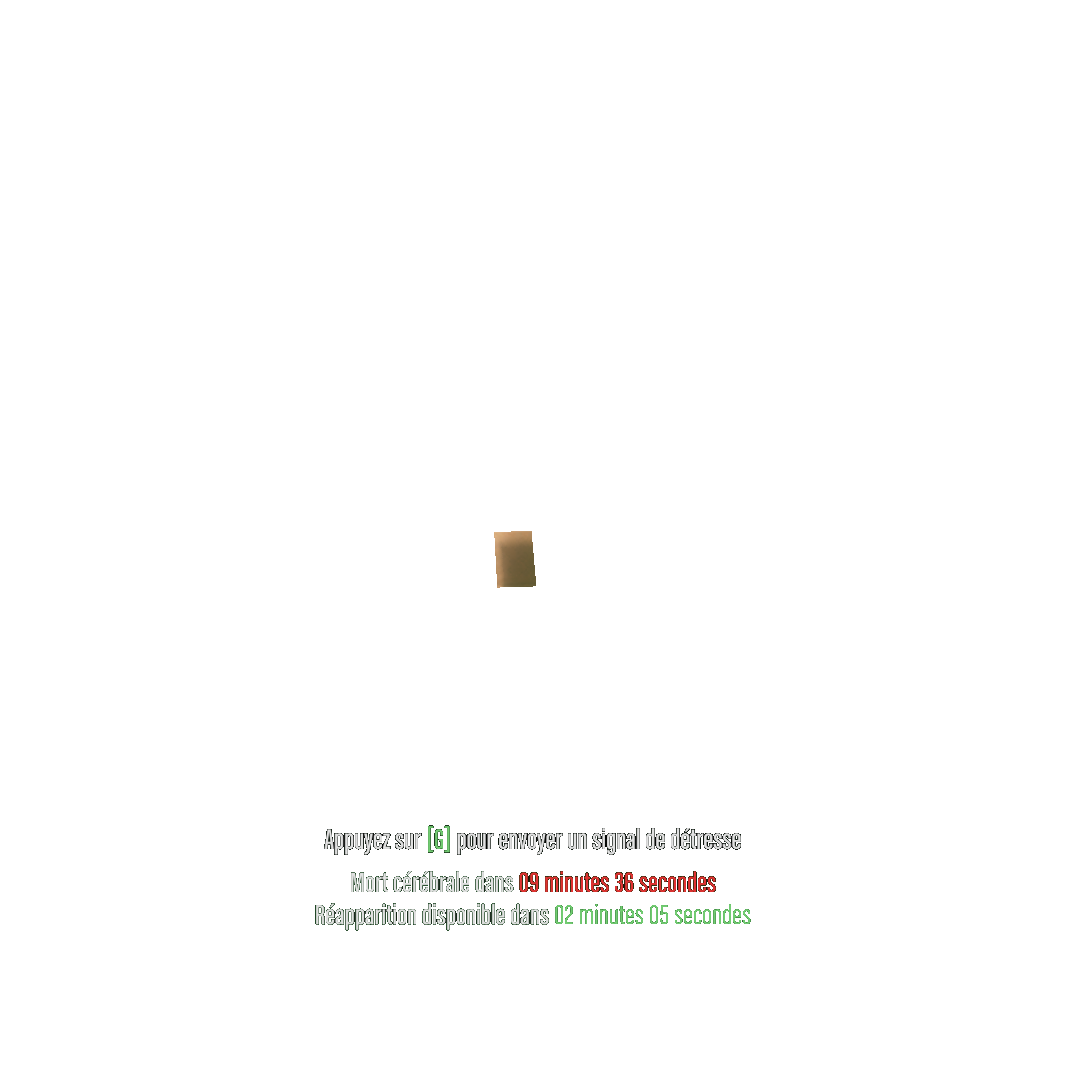 Appuyez sur [G] pour envoyer un signal de détresse
Mort cérébrale dans 09 minutes 36 secondes
Réapparition disponible dans 02 minutes 05 secondes